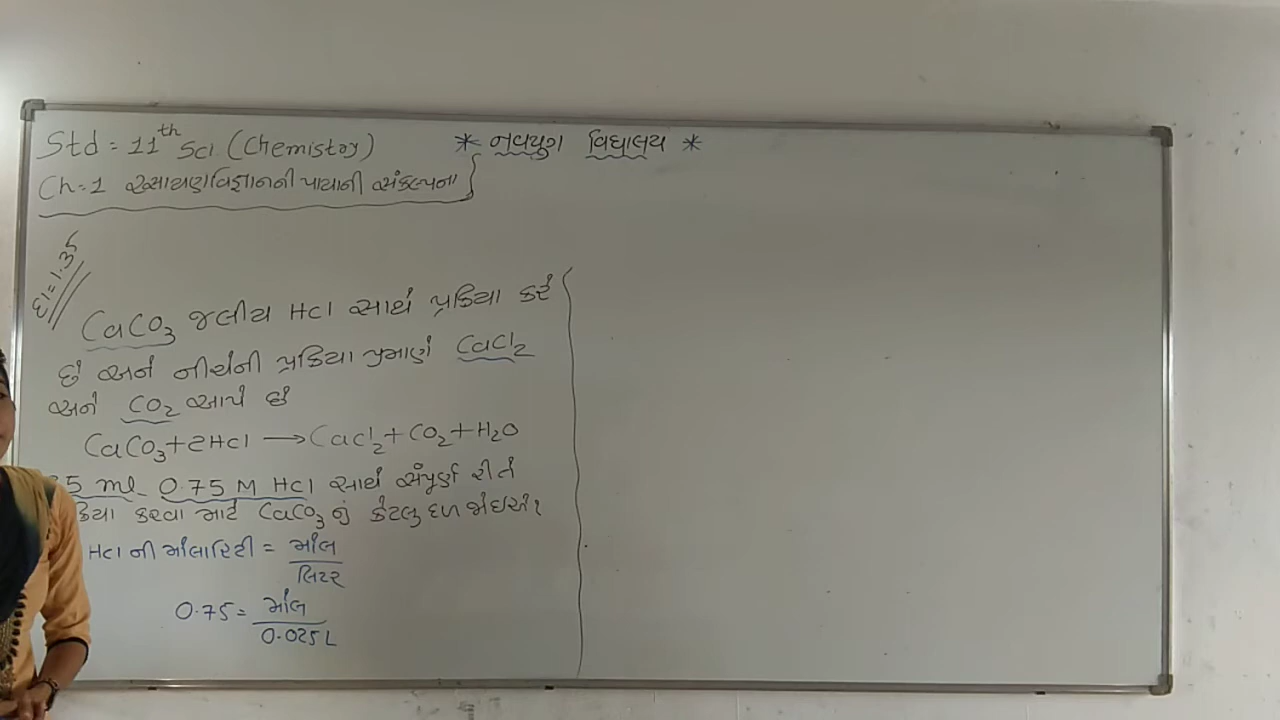 Std = 11th Sci (Chemistry)
* નવયુગ વિદ્યાલય *
Ch-1 રસાયણવિજ્ઞાનની પાયાની સંકલ્પના
દા=1.35
CaCO3 જલીય HCl સાથે પ્રક્રિયા કરે
છે અને નીચેની પ્રક્રિયા પ્રમાણે CaCl2
અને CO2 આપે છે
CaCO3+2HCl → CaCl2+CO2+H2O
5 ml 0.75 M HCl સાથે સંપૂર્ણ રીતે
ક્રિયા કરવા માટે CaCO3 નું કેટલુ દળ જોઇએ?
HCl ની મોલારિટી = મોલ
લિટર
0.75 = મોલ
0.025 L